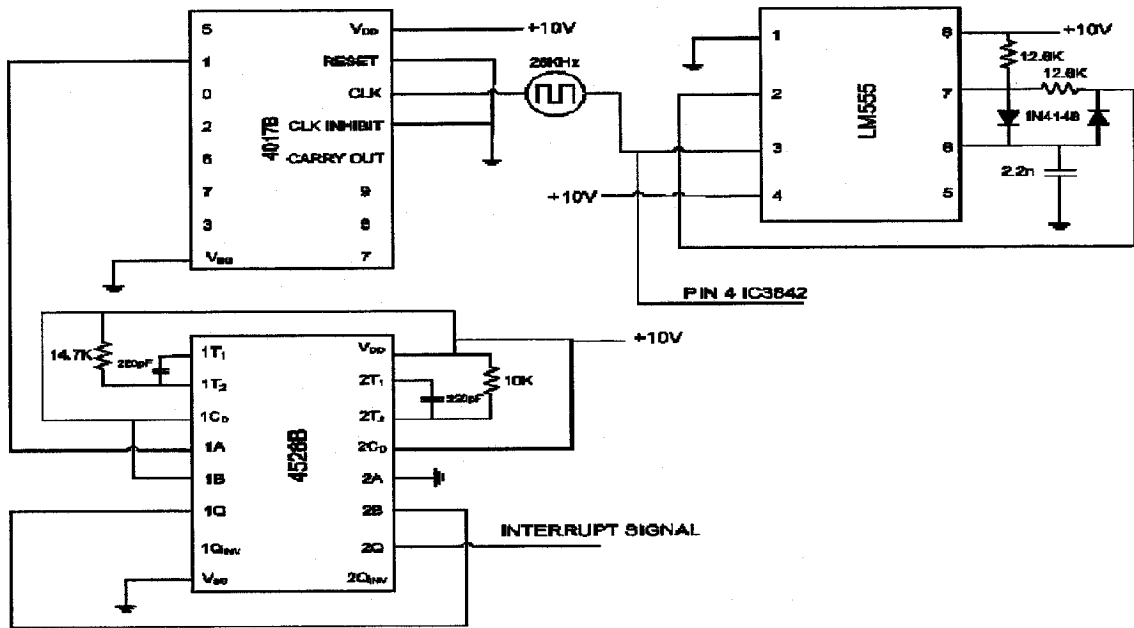 5
VDD
+10V
1
RESET
0
CLK
2
CLK INHIBIT
6
CARRY OUT
7
9
3
8
VSS
7
4017B
1
8
+10V
12.8K
12.8K
2
7
1N4148
3
6
2.2n
+10V
4
5
LM555
PIN 4 IC3842
+10V
14.7K
220pF
1T1
VDD
1T2
2T1
220pF
10K
1CD
2T2
1A
2CD
1B
2A
1Q
2B
1QINV
2Q
VSS
2QINV
INTERRUPT SIGNAL